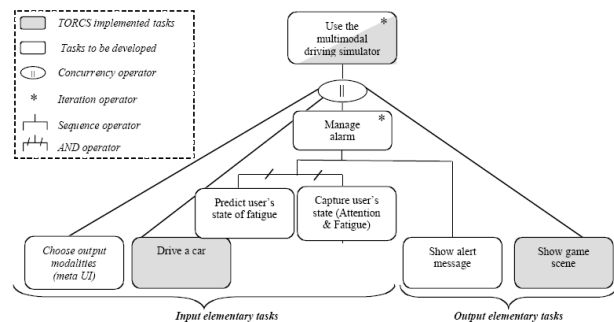 TORCS implemented tasks
Tasks to be developed
Concurrency operator
Iteration operator
Sequence operator
AND operator
||
*
Use the
multimodal
driving simulator
*
||
Manage
alarm
*
Predict user's
state of fatigue
Capture user's
state (Attention
& Fatigue)
Choose output
modalities
(meta UI)
Drive a car
Show alert
message
Show game
scene
Input elementary tasks
Output elementary tasks